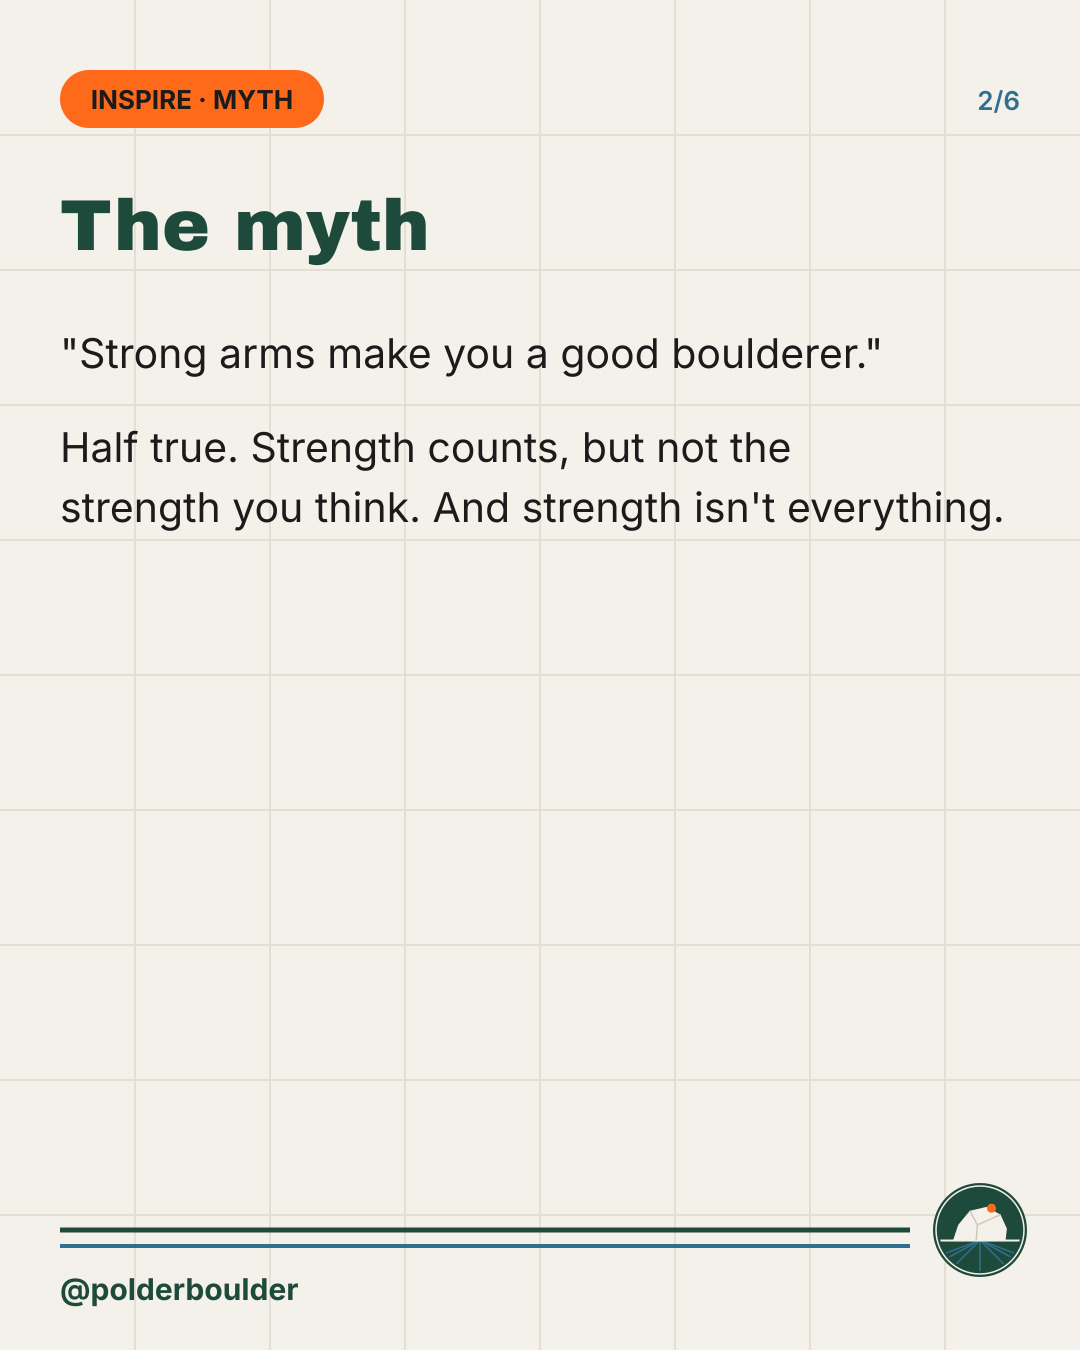 INSPIRE · MYTH
2/6
The myth
"Strong arms make you a good boulderer."
Half true. Strength counts, but not the
strength you think. And strength isn't everything.
@polderboulder